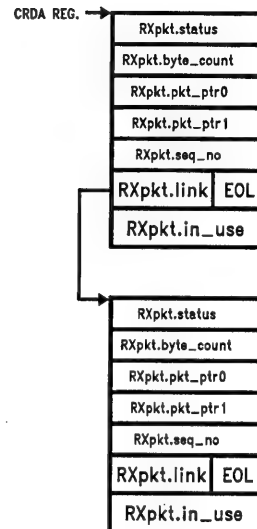 CRDA REG.
RXpkt.status
RXpkt.byte_count
RXpkt.pkt_ptr0
RXpkt.pkt_ptr1
RXpkt.seq_no
RXpkt.link EOL
RXpkt.in_use
RXpkt.status
RXpkt.byte_count
RXpkt.pkt_ptr0
RXpkt.pkt_ptr1
RXpkt.seq_no
RXpkt.link EOL
RXpkt.in_use